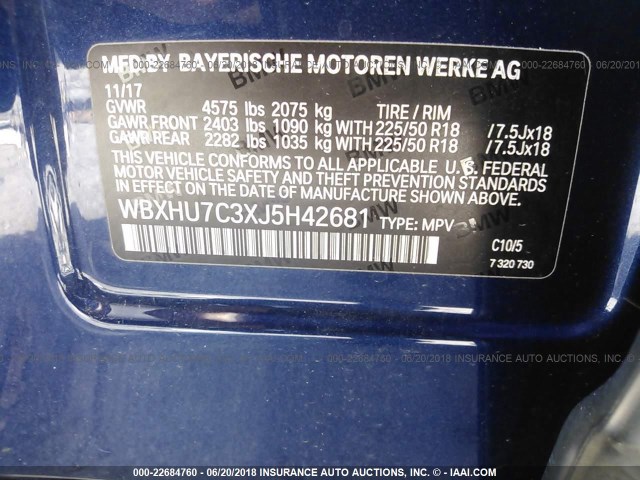 MFD.BY BAYERISCHE MOTOREN WERKE AG
11/17
GVWR 4575 lbs 2075 kg TIRE / RIM
GAWR FRONT 2403 lbs 1090 kg WITH 225/50 R18 /7.5Jx18
GAWR REAR 2282 lbs 1035 kg WITH 225/50 R18 /7.5Jx18
THIS VEHICLE CONFORMS TO ALL APPLICABLE U.S. FEDERAL
MOTOR VEHICLE SAFETY, BUMPER, AND THEFT PREVENTION
STANDARDS IN EFFECT ON THE DATE OF MANUFACTURE SHOWN ABOVE.
WBXHU7C3XJ5H42681 TYPE: MPV
C10/5
7 320 730
000-22684760 - 06/20/2018 INSURANCE AUTO AUCTIONS INC. © - IAAI.COM